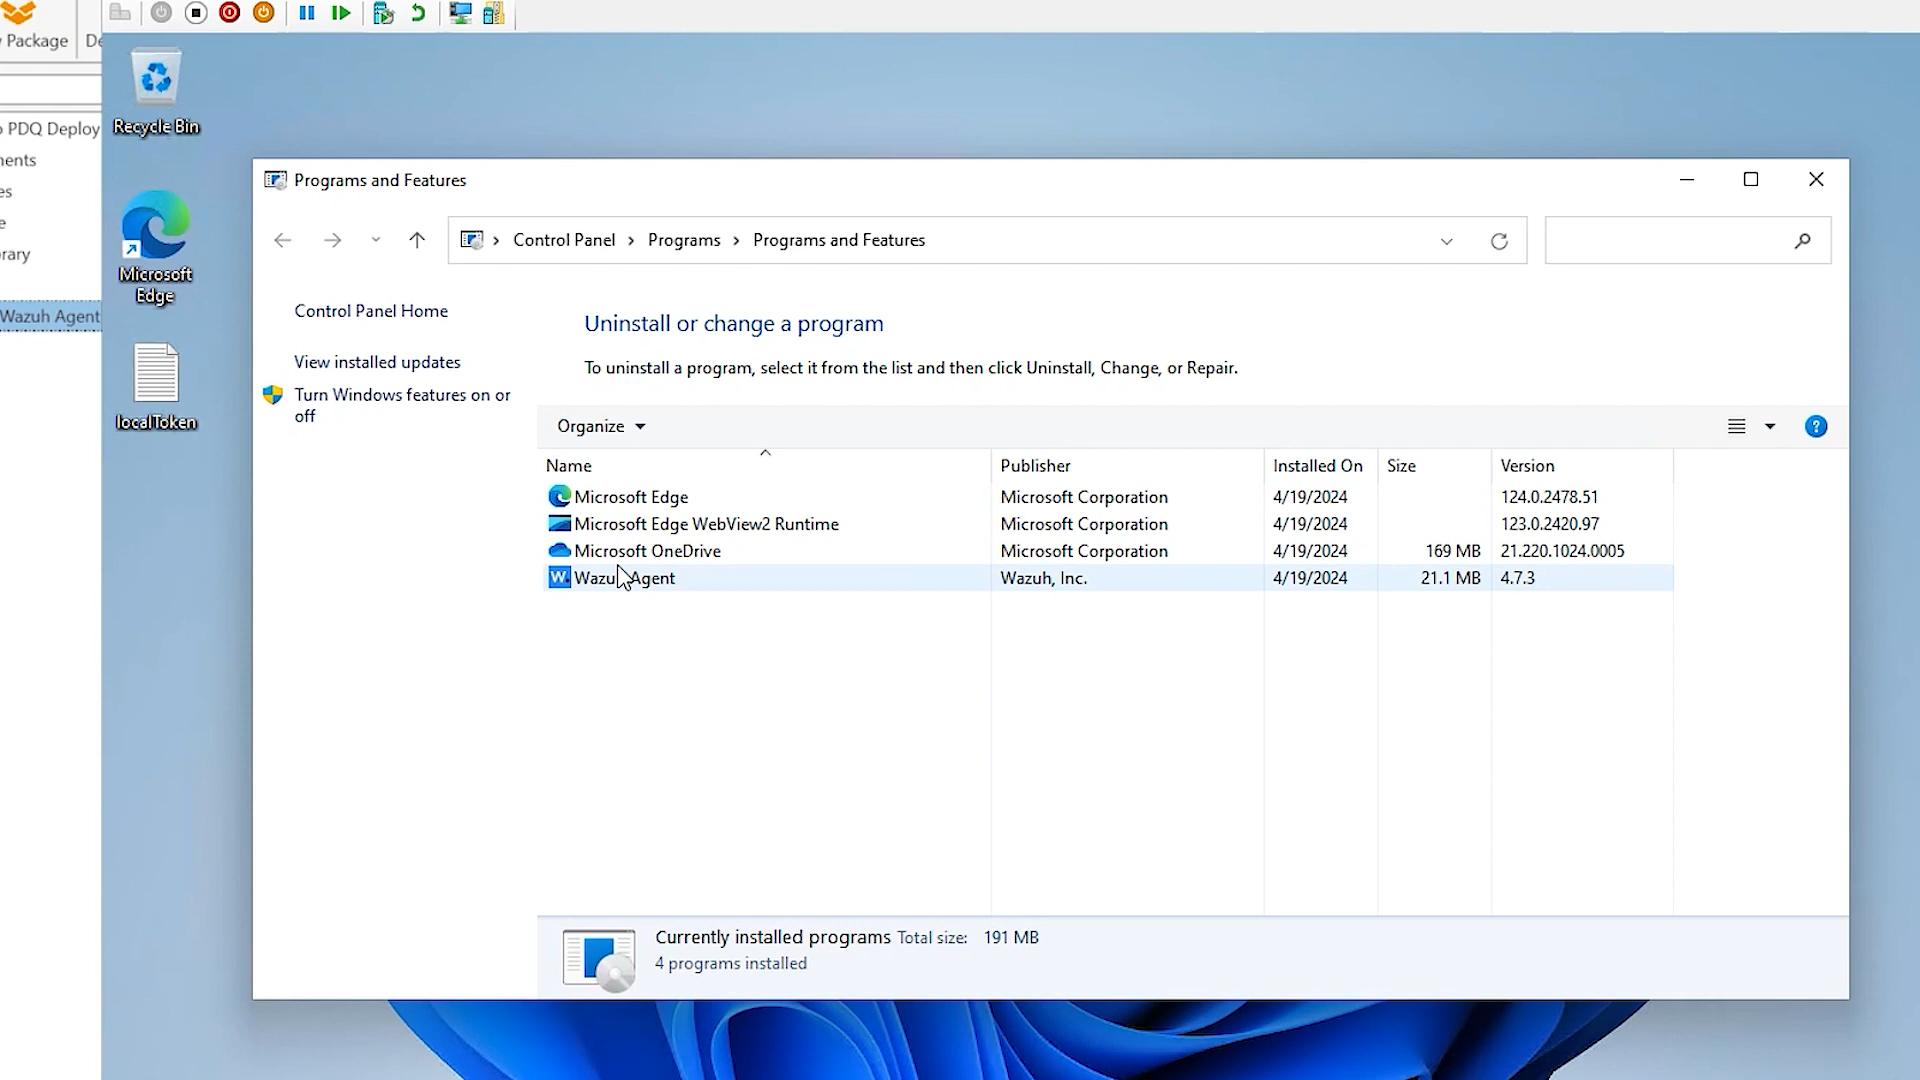 Package
PDQ Deploy
Wazuh Agent
Recycle Bin
Microsoft
Edge
localToken
Programs and Features
Control Panel
Programs
Programs and Features
Control Panel Home
View installed updates
Turn Windows features on or
off
Uninstall or change a program
To uninstall a program, select it from the list and then click Uninstall, Change, or Repair.
Organize
Name Publisher Installed On Size Version
Microsoft Edge Microsoft Corporation 4/19/2024 124.0.2478.51
Microsoft Edge WebView2 Runtime Microsoft Corporation 4/19/2024 123.0.2420.97
Microsoft OneDrive Microsoft Corporation 4/19/2024 169 MB 21.220.1024.0005
Wazuh Agent Wazuh, Inc. 4/19/2024 21.1 MB 4.7.3
Currently installed programs Total size: 191 MB
4 programs installed